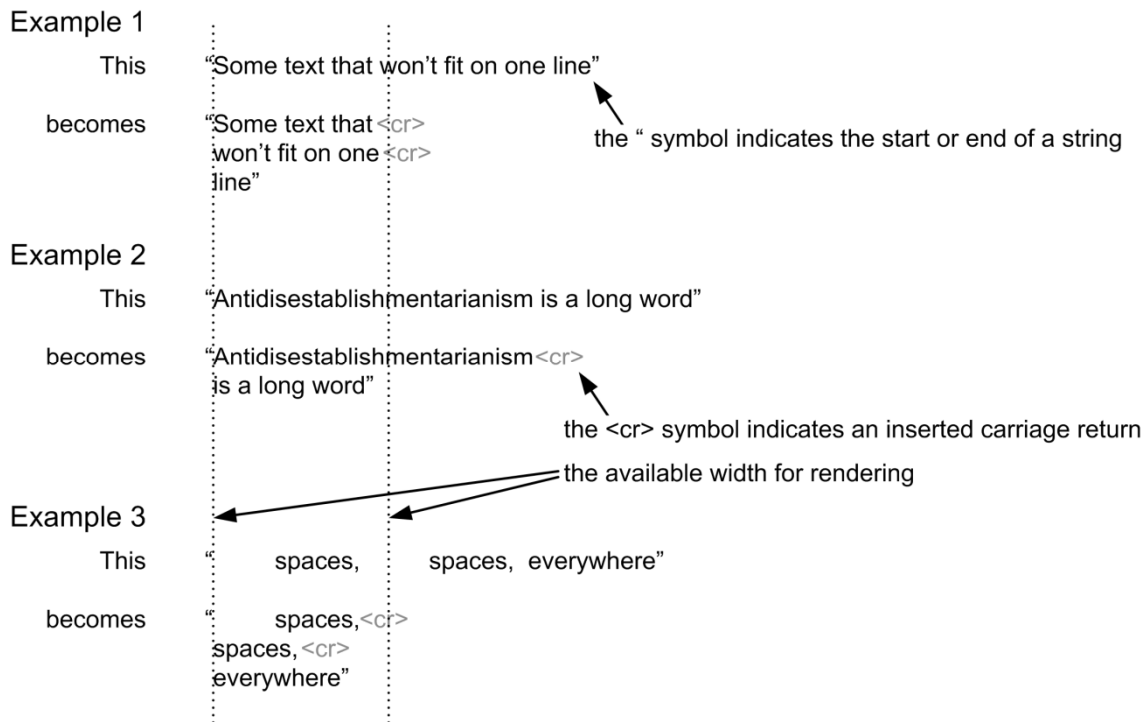 Example 1
This “Some text that won’t fit on one line”
becomes “Some text that <cr>
the “ symbol indicates the start or end of a string
won’t fit on one <cr>
line”
Example 2
This “Antidisestablishmentarianism is a long word”
becomes “Antidisestablishmentarianism <cr>
is a long word”
the <cr> symbol indicates an inserted carriage return
the available width for rendering
Example 3
This “ spaces, spaces, everywhere”
becomes “ spaces,<cr>
spaces, <cr>
everywhere”